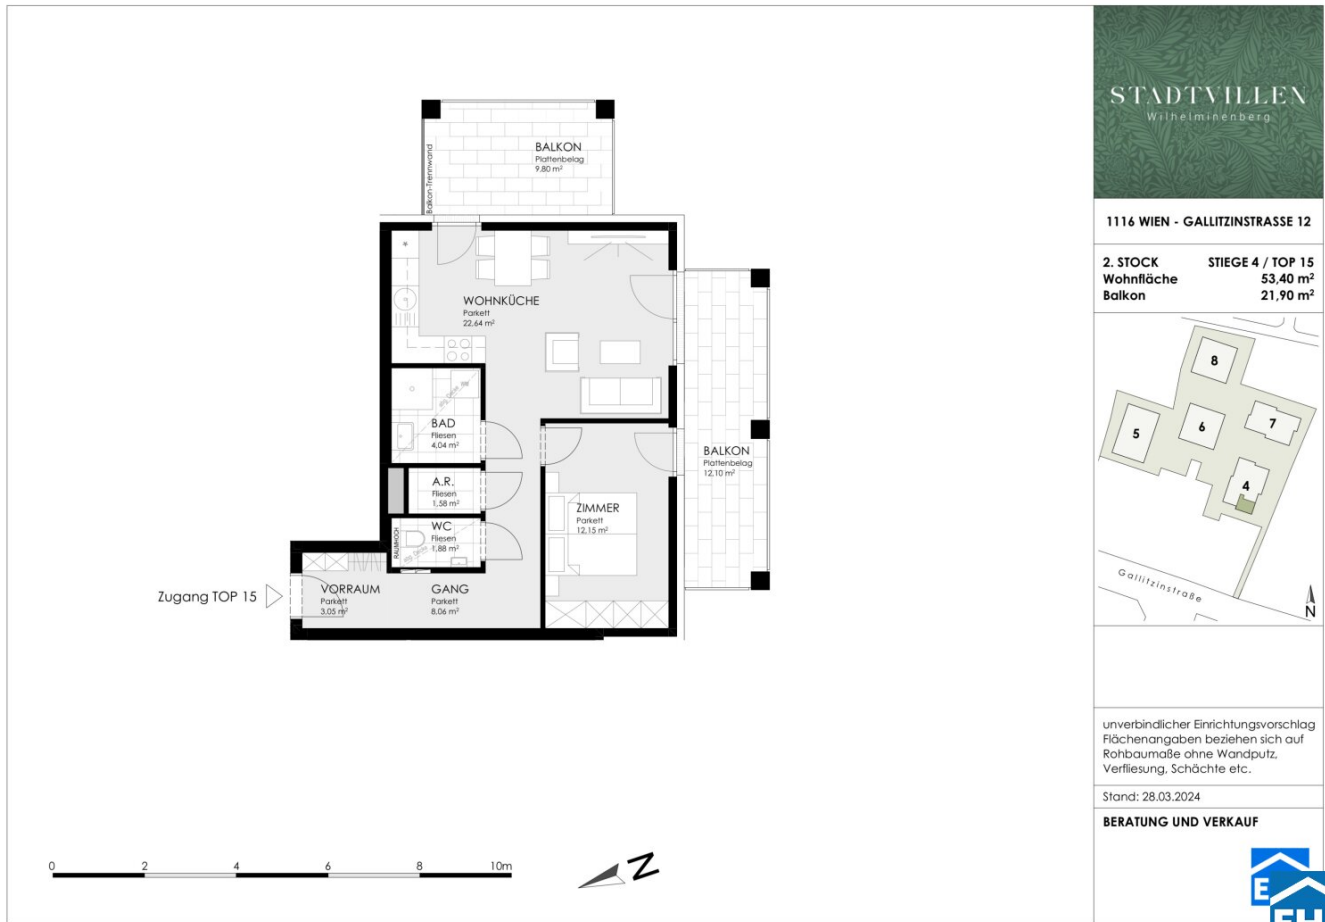 BALKON
Plattenbelag
9,80 m²
Balkon-Trennwand
WOHNKÜCHE
Parkett
22,64 m²
BAD
Fliesen
4,04 m²
A.R.
Fliesen
1,58 m²
WC
Fliesen
1,88 m²
RAUMHOCH
abg. Decke
abg. Decke
ZIMMER
Parkett
12,15 m²
BALKON
Plattenbelag
12,10 m²
Zugang TOP 15
VORRAUM
Parkett
3,05 m²
GANG
Parkett
8,06 m²
0 2 4 6 8 10m
N
STADTVILLEN
Wilhelminenberg
1116 WIEN - GALLITZINSTRASSE 12
2. STOCK STIEGE 4 / TOP 15
Wohnfläche 53,40 m²
Balkon 21,90 m²
8
7
6
5
4
Gallitzinstraße
N
unverbindlicher Einrichtungsvorschlag
Flächenangaben beziehen sich auf
Rohbaumaße ohne Wandputz,
Verfliesung, Schächte etc.
Stand: 28.03.2024
BERATUNG UND VERKAUF
E
EH